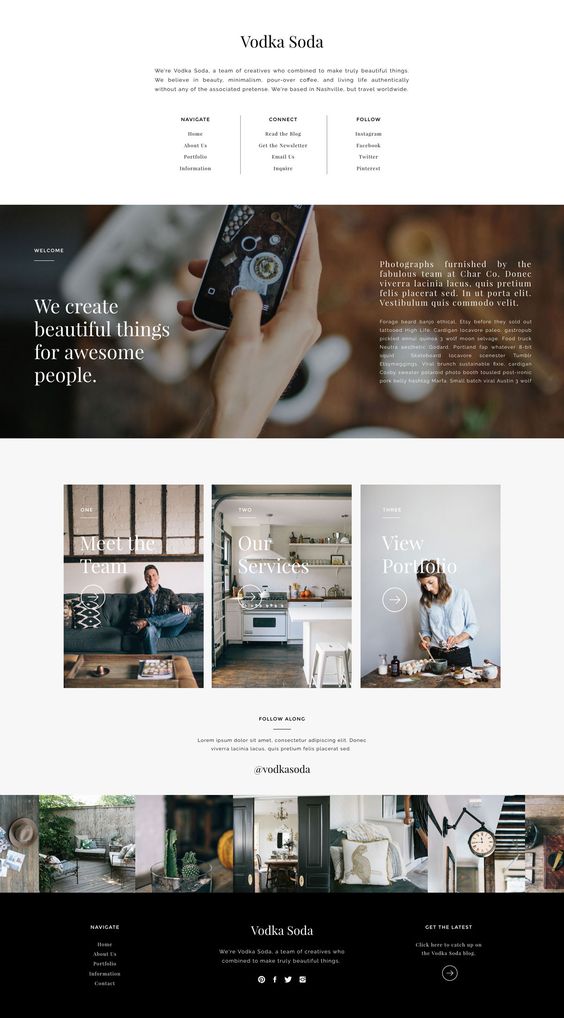 Vodka Soda
We're Vodka Soda, a team of creatives who combined to make truly beautiful things.
We believe in beauty, minimalism, pour-over coffee, and living life authentically
without any of the associated pretense. We're based in Nashville, but travel worldwide.
NAVIGATE
Home
About Us
Portfolio
Information
CONNECT
Read the Blog
Get the Newsletter
Email Us
Inquire
FOLLOW
Instagram
Facebook
Twitter
Pinterest
WELCOME
We create
beautiful things
for awesome
people.
Photographs furnished by the
fabulous team at Char Co. Donec
viverra lacinia lacus, quis pretium
felis placerat sed. In ut porta elit.
Vestibulum quis commodo velit.
Forage beard banjo ethical, Etsy before they sold out
tattooed High Life. Cardigan locavore paleo, gastropub
pickled ennui quinoa 3 wolf moon selvage. Food truck
Neutra aesthetic Godard. Portland fap whatever 8-bit
squid. Skateboard locavore scenester Tumblr
Etsy meggings. Viral brunch sustainable fixie, cardigan
Cosby sweater polaroid photo booth tousled post-ironic
pork belly hashtag Marfa. Small batch viral Austin 3 wolf
ONE
Meet the
Team
TWO
Our
Services
THREE
View
Portfolio
FOLLOW ALONG
Lorem ipsum dolor sit amet, consectetur adipiscing elit. Donec
viverra lacinia lacus, quis pretium felis placerat sed.
@vodkasoda
NAVIGATE
Home
About Us
Portfolio
Information
Contact
Vodka Soda
We're Vodka Soda, a team of creatives who
combined to make truly beautiful things.
GET THE LATEST
Click here to catch up on
the Vodka Soda blog.